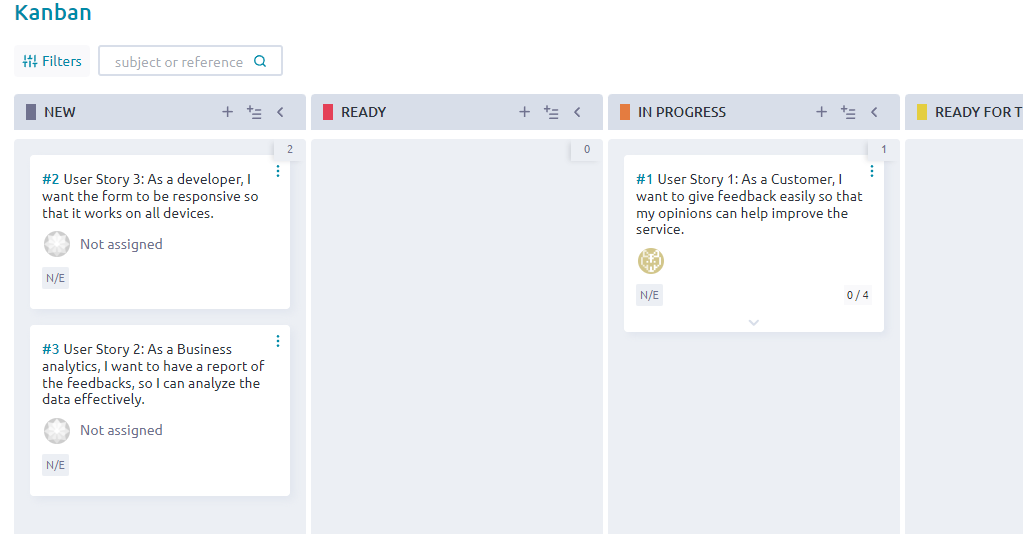 Kanban
Filters
subject or reference
NEW
READY
IN PROGRESS
READY FOR T
2
0
1
#2 User Story 3: As a developer, I
want the form to be responsive so
that it works on all devices.
Not assigned
N/E
#3 User Story 2: As a Business
analytics, I want to have a report of
the feedbacks, so I can analyze the
data effectively.
Not assigned
N/E
#1 User Story 1: As a Customer, I
want to give feedback easily so that
my opinions can help improve the
service.
N/E
0 / 4